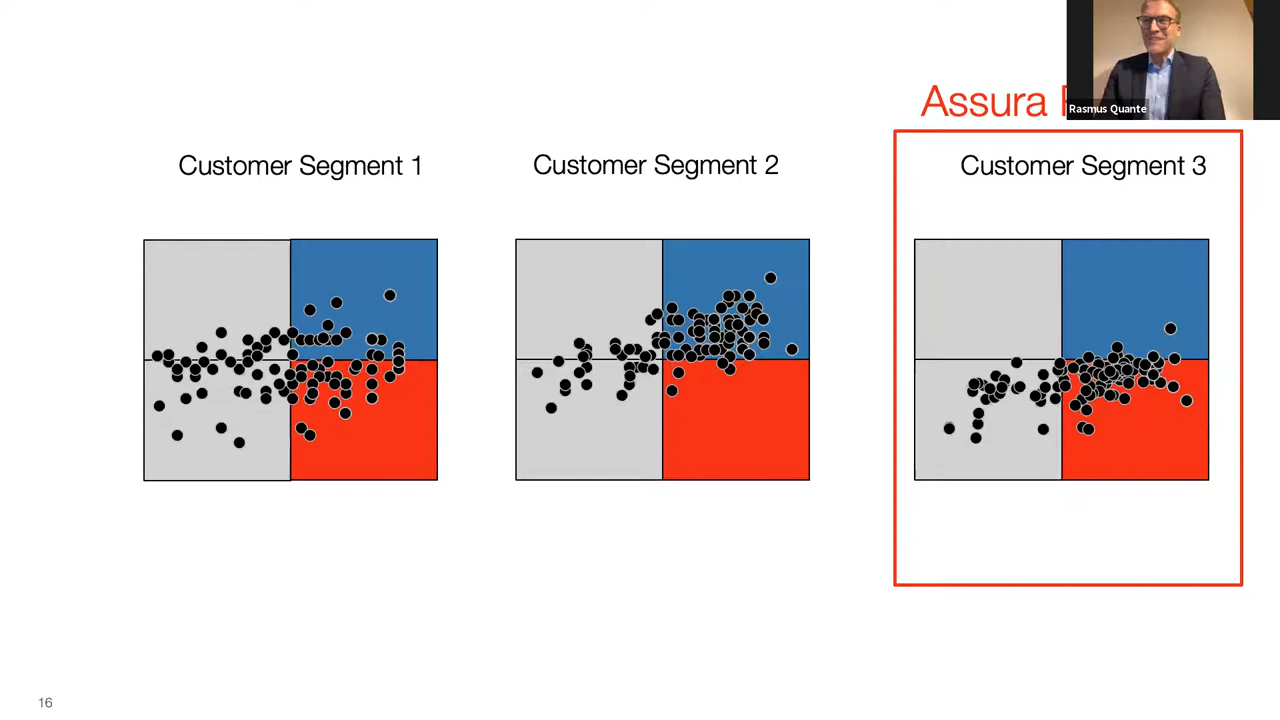 Assura
Rasmus Quante
Customer Segment 1
Customer Segment 2
Customer Segment 3
16